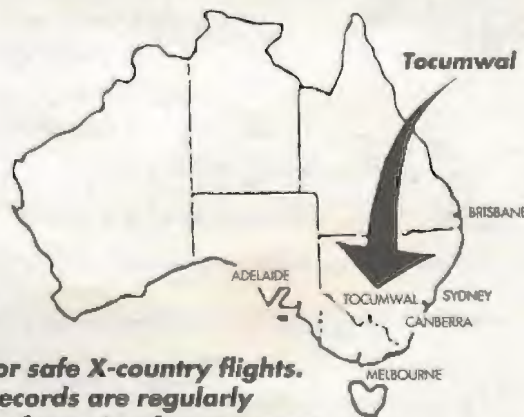 Tocumwal
BRISBANE
ADELAIDE
TOCUMWAL
SYDNEY
CANBERRA
MELBOURNE
or safe X-country flights.
ecords are regularly